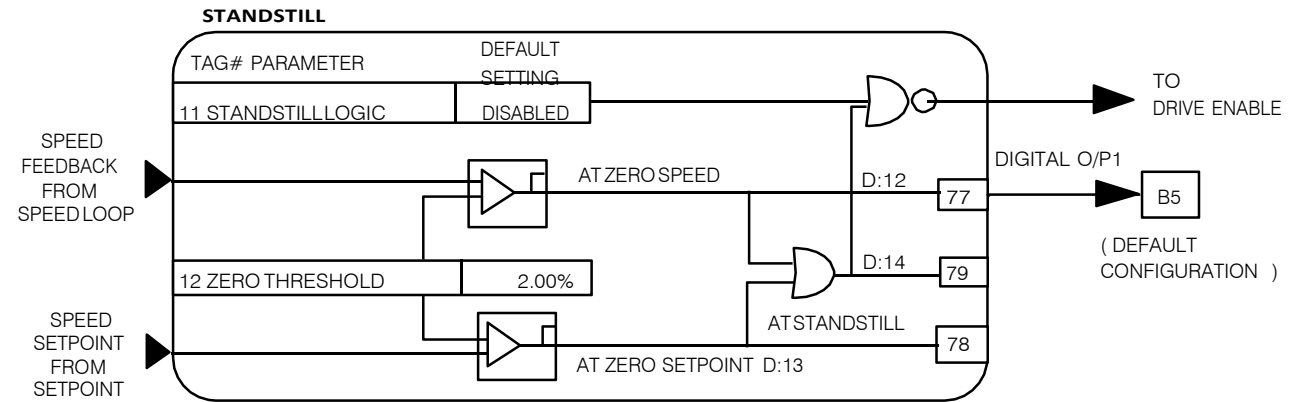 STANDSTILL
TAG# PARAMETER
DEFAULT
SETTING
11 STANDSTILLLOGIC
DISABLED
TO
DRIVE ENABLE
SPEED
FEEDBACK
FROM
SPEED LOOP
AT ZERO SPEED
D:12
77
DIGITAL O/P1
B5
( DEFAULT
CONFIGURATION )
12 ZERO THRESHOLD
2.00%
D:14
79
AT STANDSTILL
SPEED
SETPOINT
FROM
SETPOINT
78
AT ZERO SETPOINT D:13